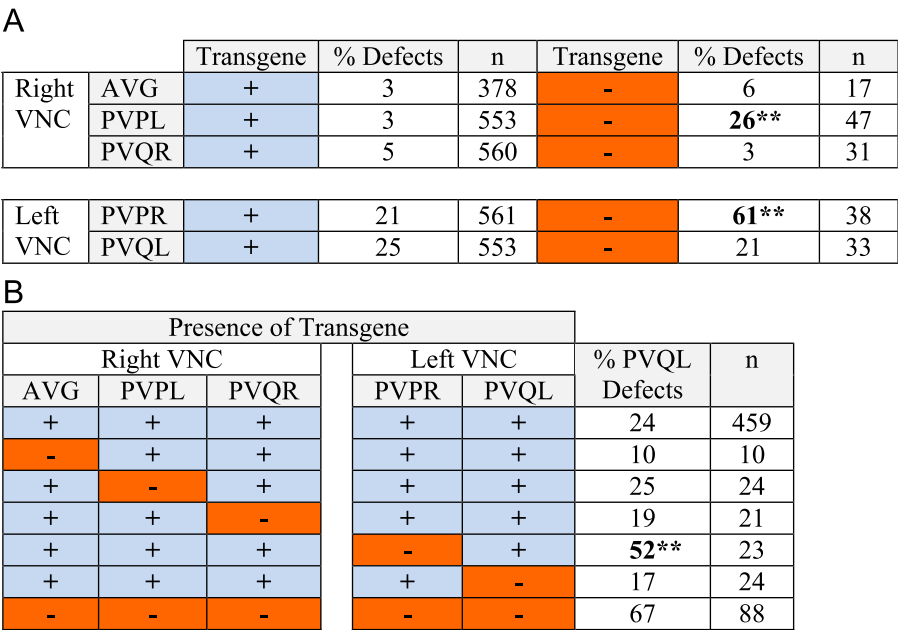 A
Transgene % Defects n Transgene % Defects n
Right VNC AVG + 3 378 - 6 17
PVPL + 3 553 - 26** 47
PVQR + 5 560 - 3 31
Left VNC PVPR + 21 561 - 61** 38
PVQL + 25 553 - 21 33
B
Presence of Transgene
Right VNC Left VNC % PVQL Defects n
AVG PVPL PVQR PVPR PVQL
+ + + + + 24 459
- + + + + 10 10
+ - + + + 25 24
+ + - + + 19 21
+ + + - + 52** 23
+ + + + - 17 24
- - - - - 67 88